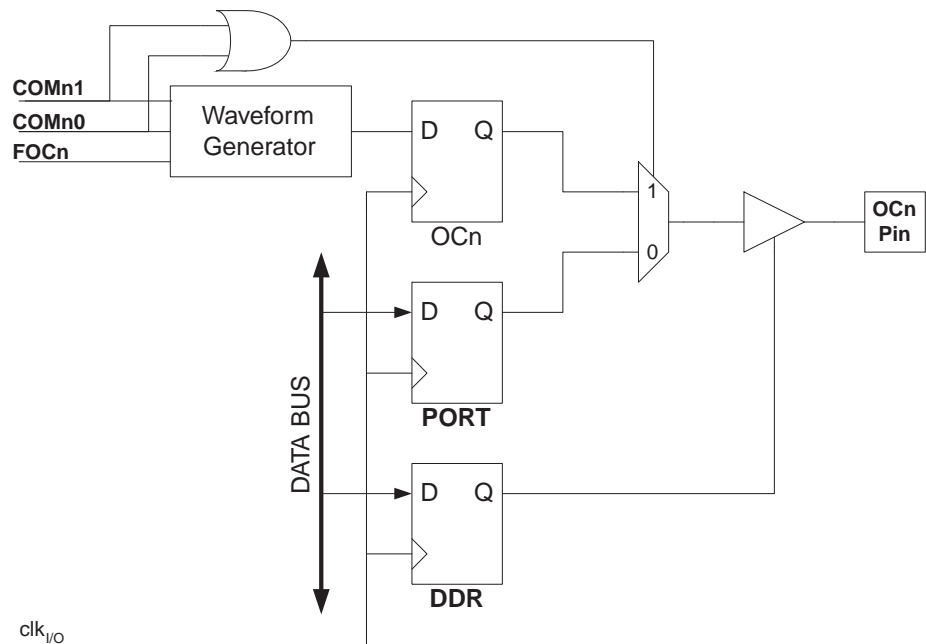 COMn1
COMn0
FOCn
Waveform
Generator
D Q
OCn
1
0
OCn
Pin
D Q
PORT
DATA BUS
D Q
DDR
clkI/O